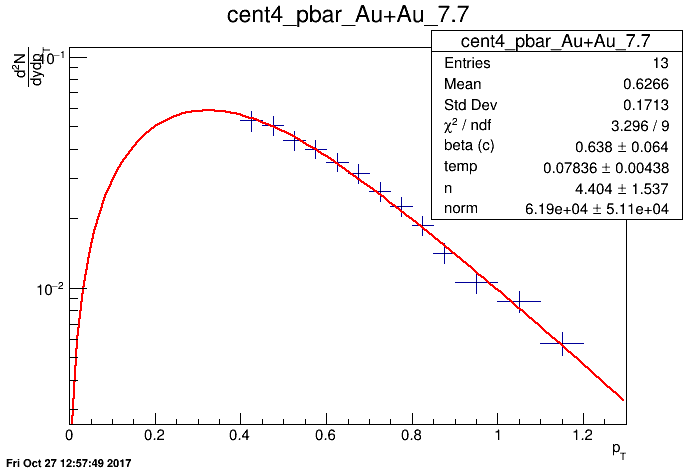 cent4_pbar_Au+Au_7.7
cent4_pbar_Au+Au_7.7
Entries 13
Mean 0.6266
Std Dev 0.1713
χ² / ndf 3.296 / 9
beta (c) 0.638 ± 0.064
temp 0.07836 ± 0.00438
n 4.404 ± 1.537
norm 6.19e+04 ± 5.11e+04
d²N
dydp_T
10⁻¹
10⁻²
0 0.2 0.4 0.6 0.8 1 1.2
p_T
Fri Oct 27 12:57:49 2017